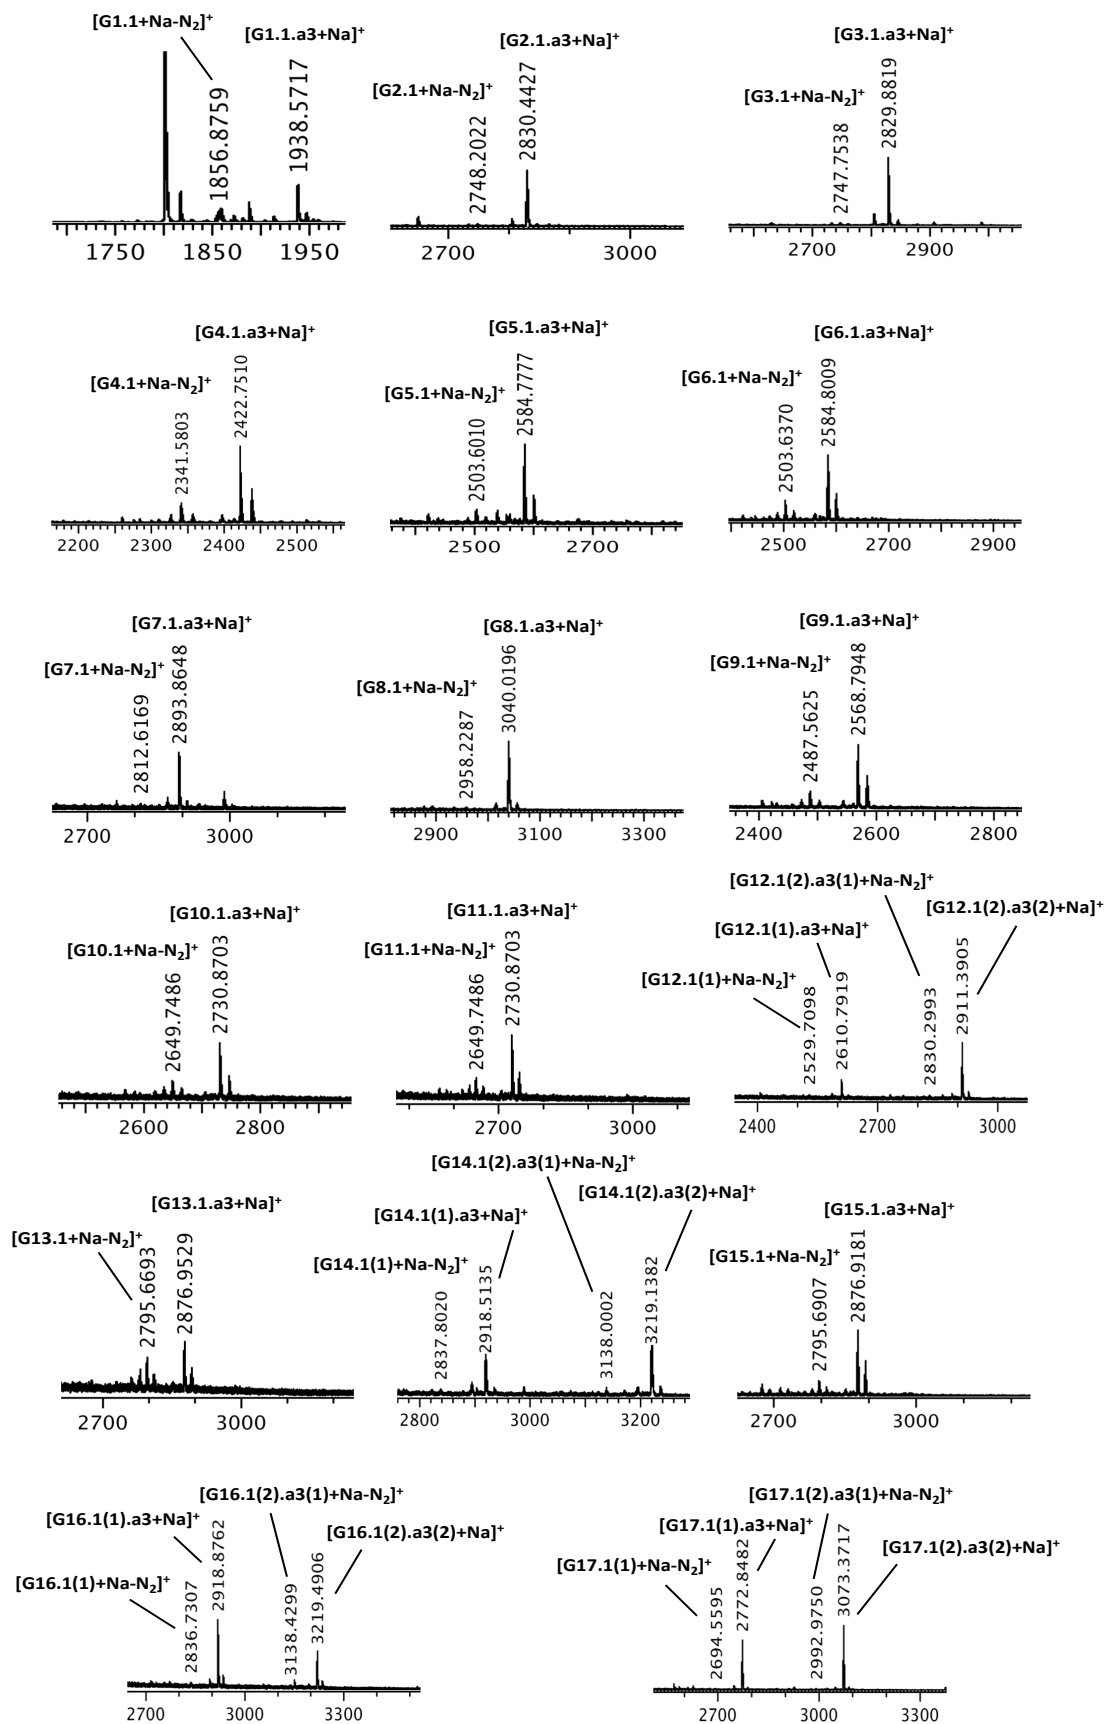 [G1.1+Na-N₂]⁺
[G1.1.a3+Na]⁺
1856.8759
1938.5717
1750 1850 1950
[G2.1.a3+Na]⁺
[G2.1+Na-N₂]⁺
2748.2022
2830.4427
2700 3000
[G3.1.a3+Na]⁺
[G3.1+Na-N₂]⁺
2747.7538
2829.8819
2700 2900
[G4.1.a3+Na]⁺
[G4.1+Na-N₂]⁺
2341.5803
2422.7510
2200 2300 2400 2500
[G5.1.a3+Na]⁺
[G5.1+Na-N₂]⁺
2503.6010
2584.7777
2500 2700
[G6.1.a3+Na]⁺
[G6.1+Na-N₂]⁺
2503.6370
2584.8009
2500 2700 2900
[G7.1.a3+Na]⁺
[G7.1+Na-N₂]⁺
2812.6169
2893.8648
2700 3000
[G8.1.a3+Na]⁺
[G8.1+Na-N₂]⁺
2958.2287
3040.0196
2900 3100 3300
[G9.1.a3+Na]⁺
[G9.1+Na-N₂]⁺
2487.5625
2568.7948
2400 2600 2800
[G10.1.a3+Na]⁺
[G10.1+Na-N₂]⁺
2649.7486
2730.8703
2600 2800
[G11.1.a3+Na]⁺
[G11.1+Na-N₂]⁺
2649.7486
2730.8703
2700 3000
[G12.1(2).a3(1)+Na-N₂]⁺
[G12.1(2).a3(2)+Na]⁺
[G12.1(1).a3+Na]⁺
[G12.1(1)+Na-N₂]⁺
2529.7098
2610.7919
2830.2993
2911.3905
2400 2700 3000
[G13.1.a3+Na]⁺
[G13.1+Na-N₂]⁺
2795.6693
2876.9529
2700 3000
[G14.1(2).a3(1)+Na-N₂]⁺
[G14.1(2).a3(2)+Na]⁺
[G14.1(1).a3+Na]⁺
[G14.1(1)+Na-N₂]⁺
2837.8020
2918.5135
3138.0002
3219.1382
2800 3000 3200
[G15.1.a3+Na]⁺
[G15.1+Na-N₂]⁺
2795.6907
2876.9181
2700 3000
[G16.1(2).a3(1)+Na-N₂]⁺
[G16.1(1).a3+Na]⁺
[G16.1(2).a3(2)+Na]⁺
[G16.1(1)+Na-N₂]⁺
2836.7307
2918.8762
3138.4299
3219.4906
2700 3000 3300
[G17.1(2).a3(1)+Na-N₂]⁺
[G17.1(1).a3+Na]⁺
[G17.1(2).a3(2)+Na]⁺
[G17.1(1)+Na-N₂]⁺
2694.5595
2772.8482
2992.9750
3073.3717
2700 3000 3300